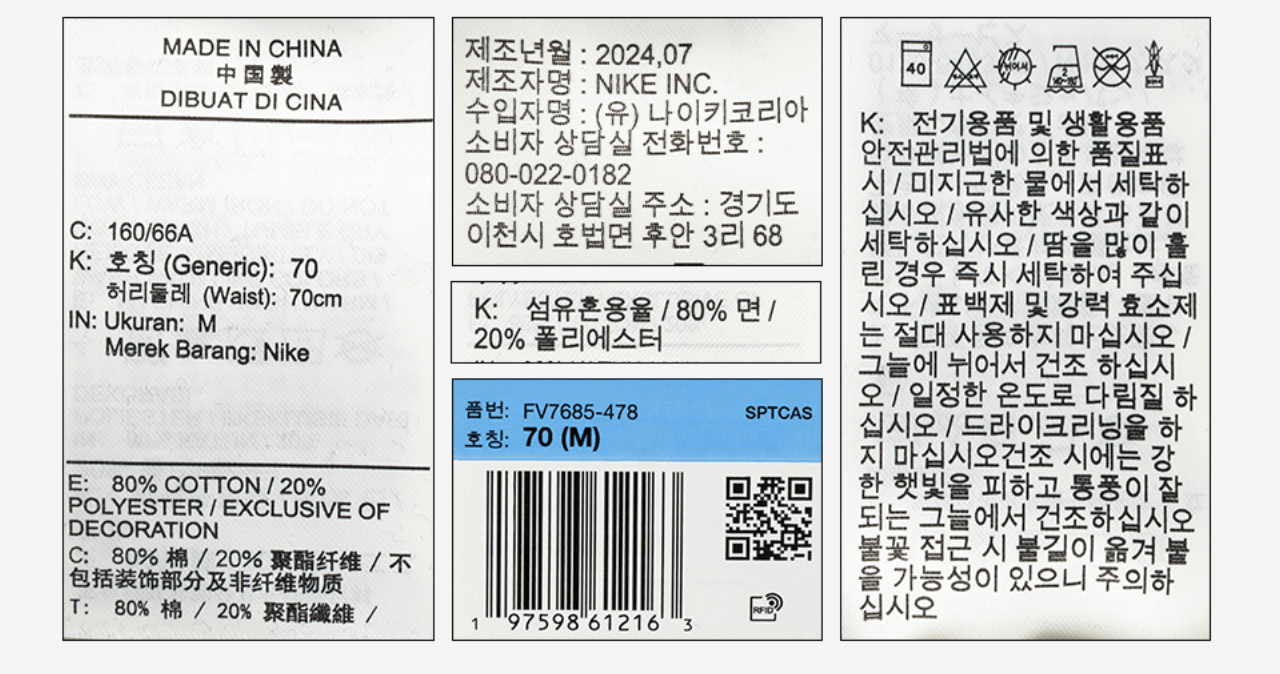 MADE IN CHINA
中国製
DIBUAT DI CINA
C: 160/66A
K: 호칭 (Generic): 70
허리둘레 (Waist): 70cm
IN: Ukuran: M
Merek Barang: Nike
E: 80% COTTON / 20%
POLYESTER / EXCLUSIVE OF
DECORATION
C: 80% 棉 / 20% 聚酯纤维 / 不
包括装饰部分及非纤维物质
T: 80% 棉 / 20% 聚酯纖維 /
제조년월 : 2024,07
제조자명 : NIKE INC.
수입자명 : (유) 나이키코리아
소비자 상담실 전화번호 :
080-022-0182
소비자 상담실 주소 : 경기도
이천시 호법면 후안 3리 68
K: 섬유혼용율 / 80% 면 /
20% 폴리에스터
품번: FV7685-478 SPTCAS
호칭: 70 (M)
RFID
1 97598 61216 3
40
K: 전기용품 및 생활용품
안전관리법에 의한 품질표
시 / 미지근한 물에서 세탁하
십시오 / 유사한 색상과 같이
세탁하십시오 / 땀을 많이 흘
린 경우 즉시 세탁하여 주십
시오 / 표백제 및 강력 효소제
는 절대 사용하지 마십시오 /
그늘에 뉘어서 건조 하십시
오 / 일정한 온도로 다림질 하
십시오 / 드라이크리닝을 하
지 마십시오건조 시에는 강
한 햇빛을 피하고 통풍이 잘
되는 그늘에서 건조하십시오
불꽃 접근 시 불길이 옮겨 붙
을 가능성이 있으니 주의하
십시오